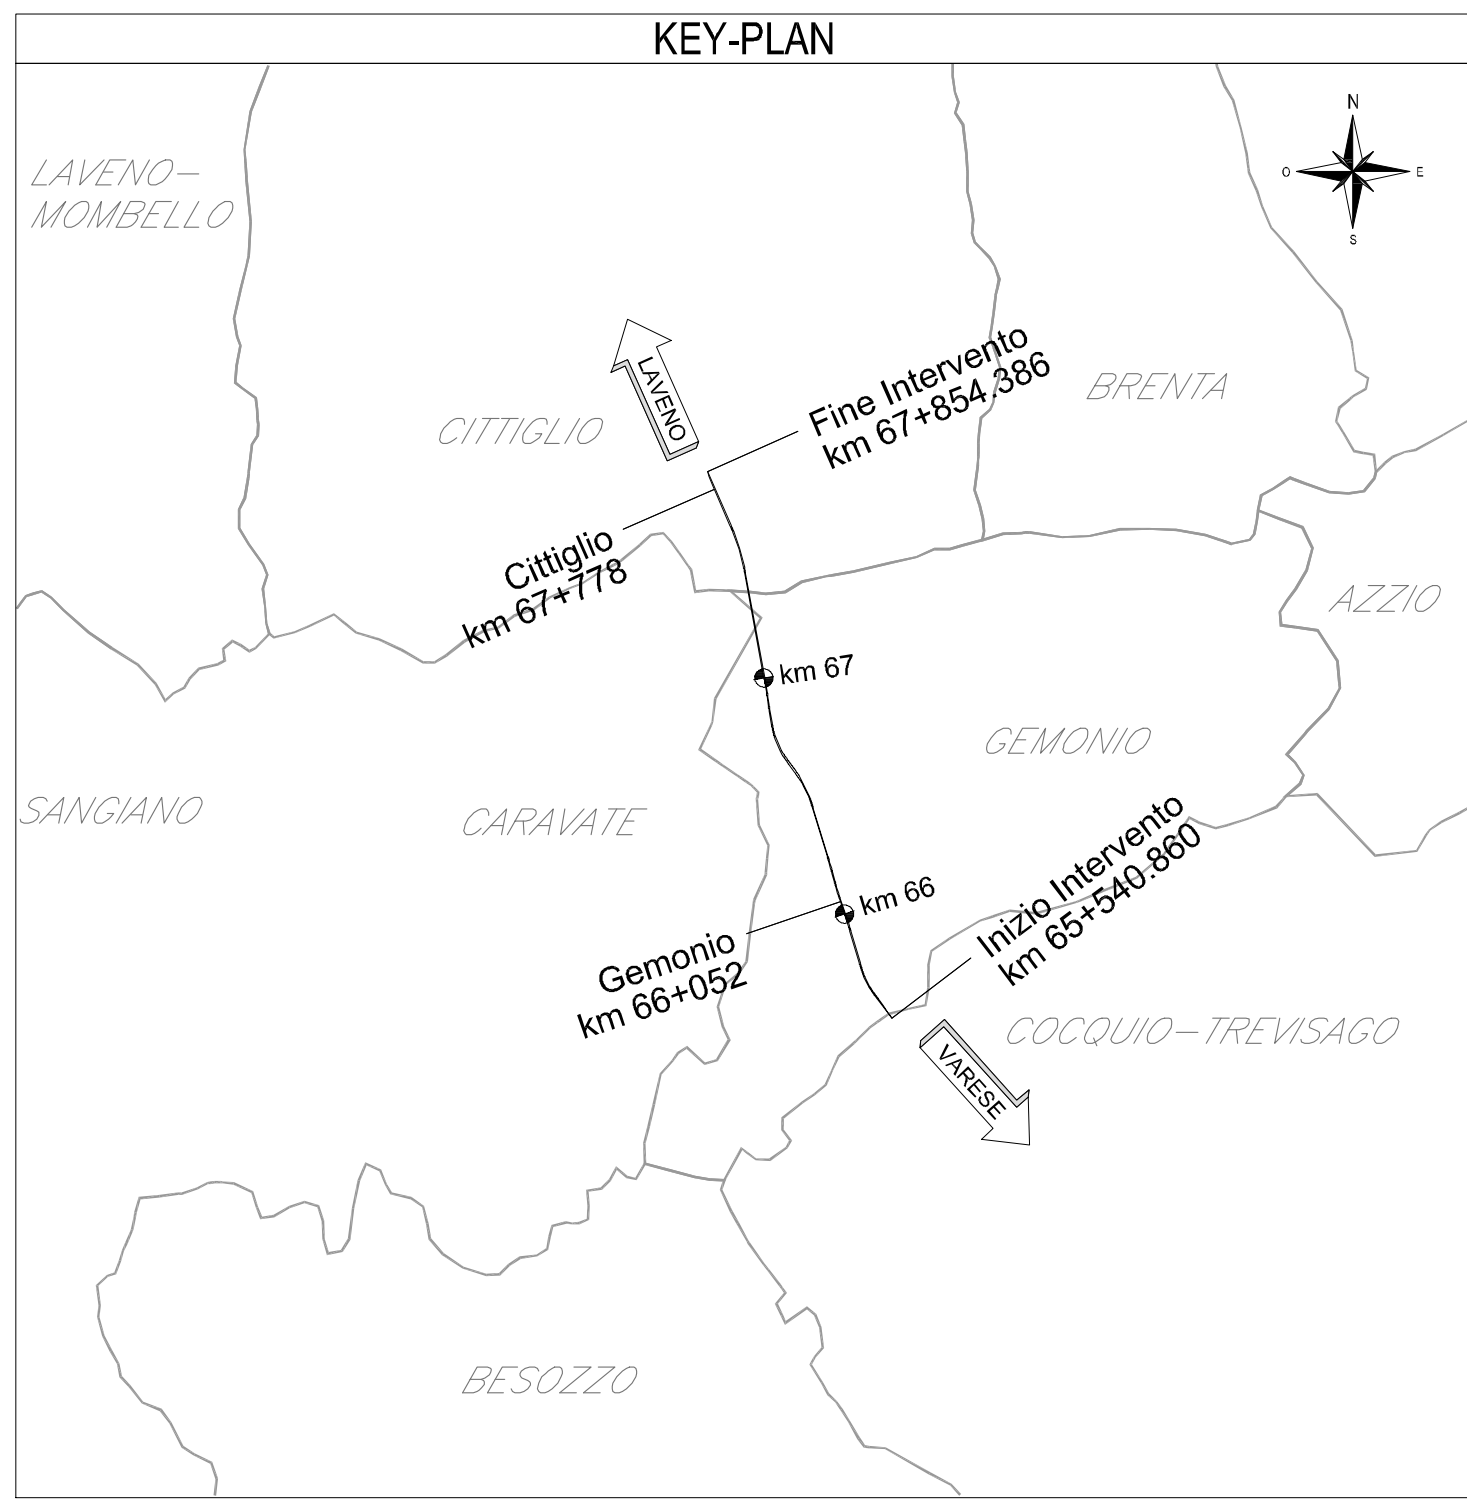 KEY-PLAN
N
O
E
S
LAVENO-
MOMBELLO
LAVENO
Fine Intervento
km 67+854.386
BRENTA
CITTIGLIO
Cittiglio
km 67+778
AZZIO
km 67
GEMONIO
SANGIANO
CARAVATE
Inizio Intervento
km 65+540.860
km 66
Gemonio
km 66+052
COCQUIO-TREVISAGO
VARESE
BESOZZO